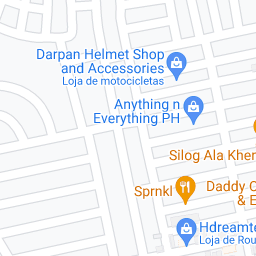 Darpan Helmet Shop
and Accessories
Loja de motocicletas
Anything n
Everything PH
Silog Ala Kher
Sprnkl
Daddy
& E
Hdreamte
Loja de Rou